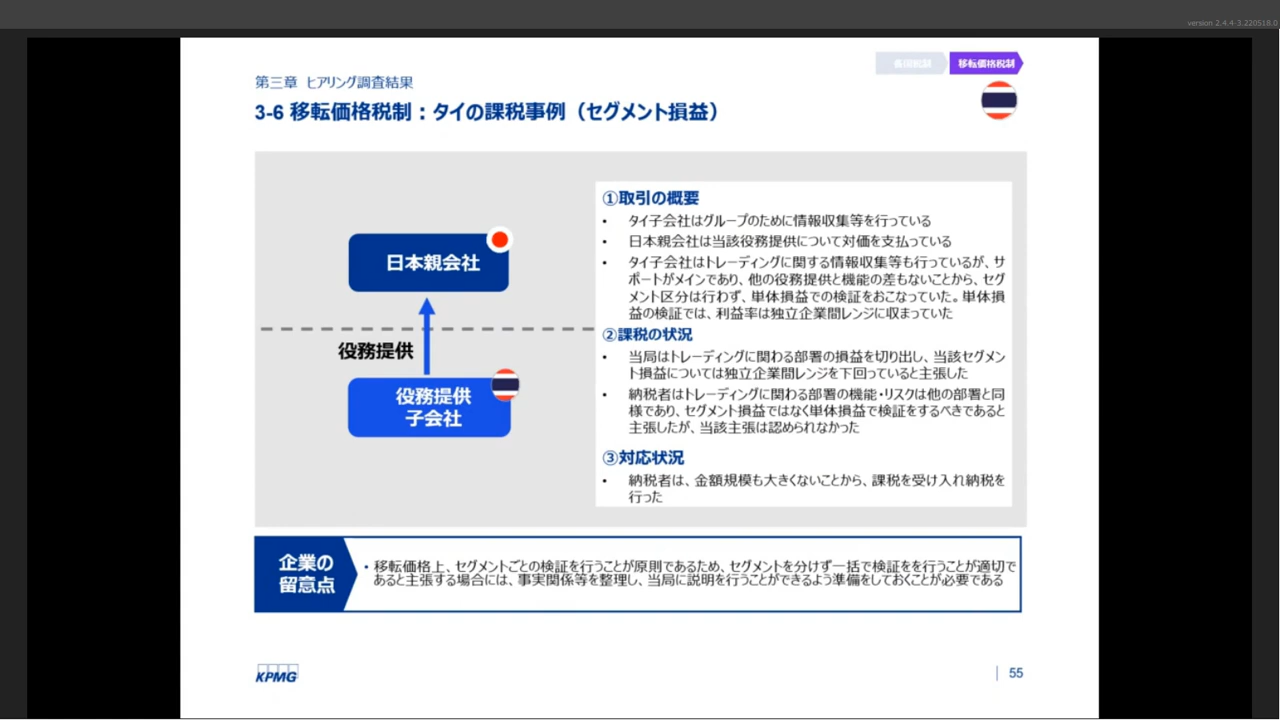 version 2.4.4-3.220518.0
移転価格税制
第三章 ヒアリング調査結果
3-6 移転価格税制：タイの課税事例（セグメント損益）
日本親会社
役務提供
役務提供
子会社
①取引の概要
• タイ子会社はグループのために情報収集等を行っている
• 日本親会社は当該役務提供について対価を支払っている
• タイ子会社はトレーディングに関する情報収集等も行っているが、サ
ポートがメインであり、他の役務提供と機能の差もないことから、セグ
メント区分は行わず、単体損益での検証をおこなっていた。単体損
益の検証では、利益率は独立企業間レンジに収まっていた
②課税の状況
• 当局はトレーディングに関わる部署の損益を切り出し、当該セグメン
ト損益については独立企業間レンジを下回っていると主張した
• 納税者はトレーディングに関わる部署の機能・リスクは他の部署と同
様であり、セグメント損益ではなく単体損益で検証をするべきであると
主張したが、当該主張は認められなかった
③対応状況
• 納税者は、金額規模も大きくないことから、課税を受け入れ納税を
行った
企業の
留意点
• 移転価格上、セグメントごとの検証を行うことが原則であるため、セグメントを分けず一括で検証をを行うことが適切で
あると主張する場合には、事実関係等を整理し、当局に説明を行うことができるよう準備をしておくことが必要である
KPMG
55